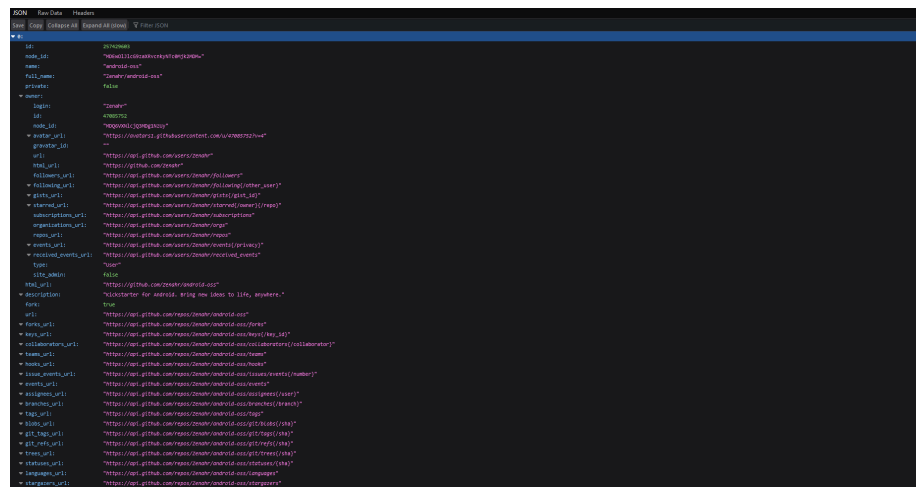 JSON Raw Data Headers
Save Copy Collapse All Expand All (slow) Filter JSON
0:
id: 257429603
node_id:
name: "android-oss"
full_name: "Zenahr/android-oss"
private: false
owner:
login: "Zenahr"
id: 47085752
node_id:
avatar_url: "https://avatars1.githubusercontent.com/u/47085752?v=4"
gravatar_id: ""
url: "https://api.github.com/users/Zenahr"
html_url: "https://github.com/Zenahr"
followers_url: "https://api.github.com/users/Zenahr/followers"
following_url: "https://api.github.com/users/Zenahr/following{/other_user}"
gists_url: "https://api.github.com/users/Zenahr/gists{/gist_id}"
starred_url: "https://api.github.com/users/Zenahr/starred{/owner}{/repo}"
subscriptions_url: "https://api.github.com/users/Zenahr/subscriptions"
organizations_url: "https://api.github.com/users/Zenahr/orgs"
repos_url: "https://api.github.com/users/Zenahr/repos"
events_url: "https://api.github.com/users/Zenahr/events{/privacy}"
received_events_url: "https://api.github.com/users/Zenahr/received_events"
type: "User"
site_admin: false
html_url: "https://github.com/Zenahr/android-oss"
description: "Kickstarter for Android. Bring new ideas to life, anywhere."
fork: true
url: "https://api.github.com/repos/Zenahr/android-oss"
forks_url: "https://api.github.com/repos/Zenahr/android-oss/forks"
keys_url: "https://api.github.com/repos/Zenahr/android-oss/keys{/key_id}"
collaborators_url: "https://api.github.com/repos/Zenahr/android-oss/collaborators{/collaborator}"
teams_url: "https://api.github.com/repos/Zenahr/android-oss/teams"
hooks_url: "https://api.github.com/repos/Zenahr/android-oss/hooks"
issue_events_url: "https://api.github.com/repos/Zenahr/android-oss/issues/events{/number}"
events_url: "https://api.github.com/repos/Zenahr/android-oss/events"
assignees_url: "https://api.github.com/repos/Zenahr/android-oss/assignees{/user}"
branches_url: "https://api.github.com/repos/Zenahr/android-oss/branches{/branch}"
tags_url: "https://api.github.com/repos/Zenahr/android-oss/tags"
blobs_url: "https://api.github.com/repos/Zenahr/android-oss/git/blobs{/sha}"
git_tags_url: "https://api.github.com/repos/Zenahr/android-oss/git/tags{/sha}"
git_refs_url: "https://api.github.com/repos/Zenahr/android-oss/git/refs{/sha}"
trees_url: "https://api.github.com/repos/Zenahr/android-oss/git/trees{/sha}"
statuses_url: "https://api.github.com/repos/Zenahr/android-oss/statuses/{sha}"
languages_url: "https://api.github.com/repos/Zenahr/android-oss/languages"
stargazers_url: "https://api.github.com/repos/Zenahr/android-oss/stargazers"